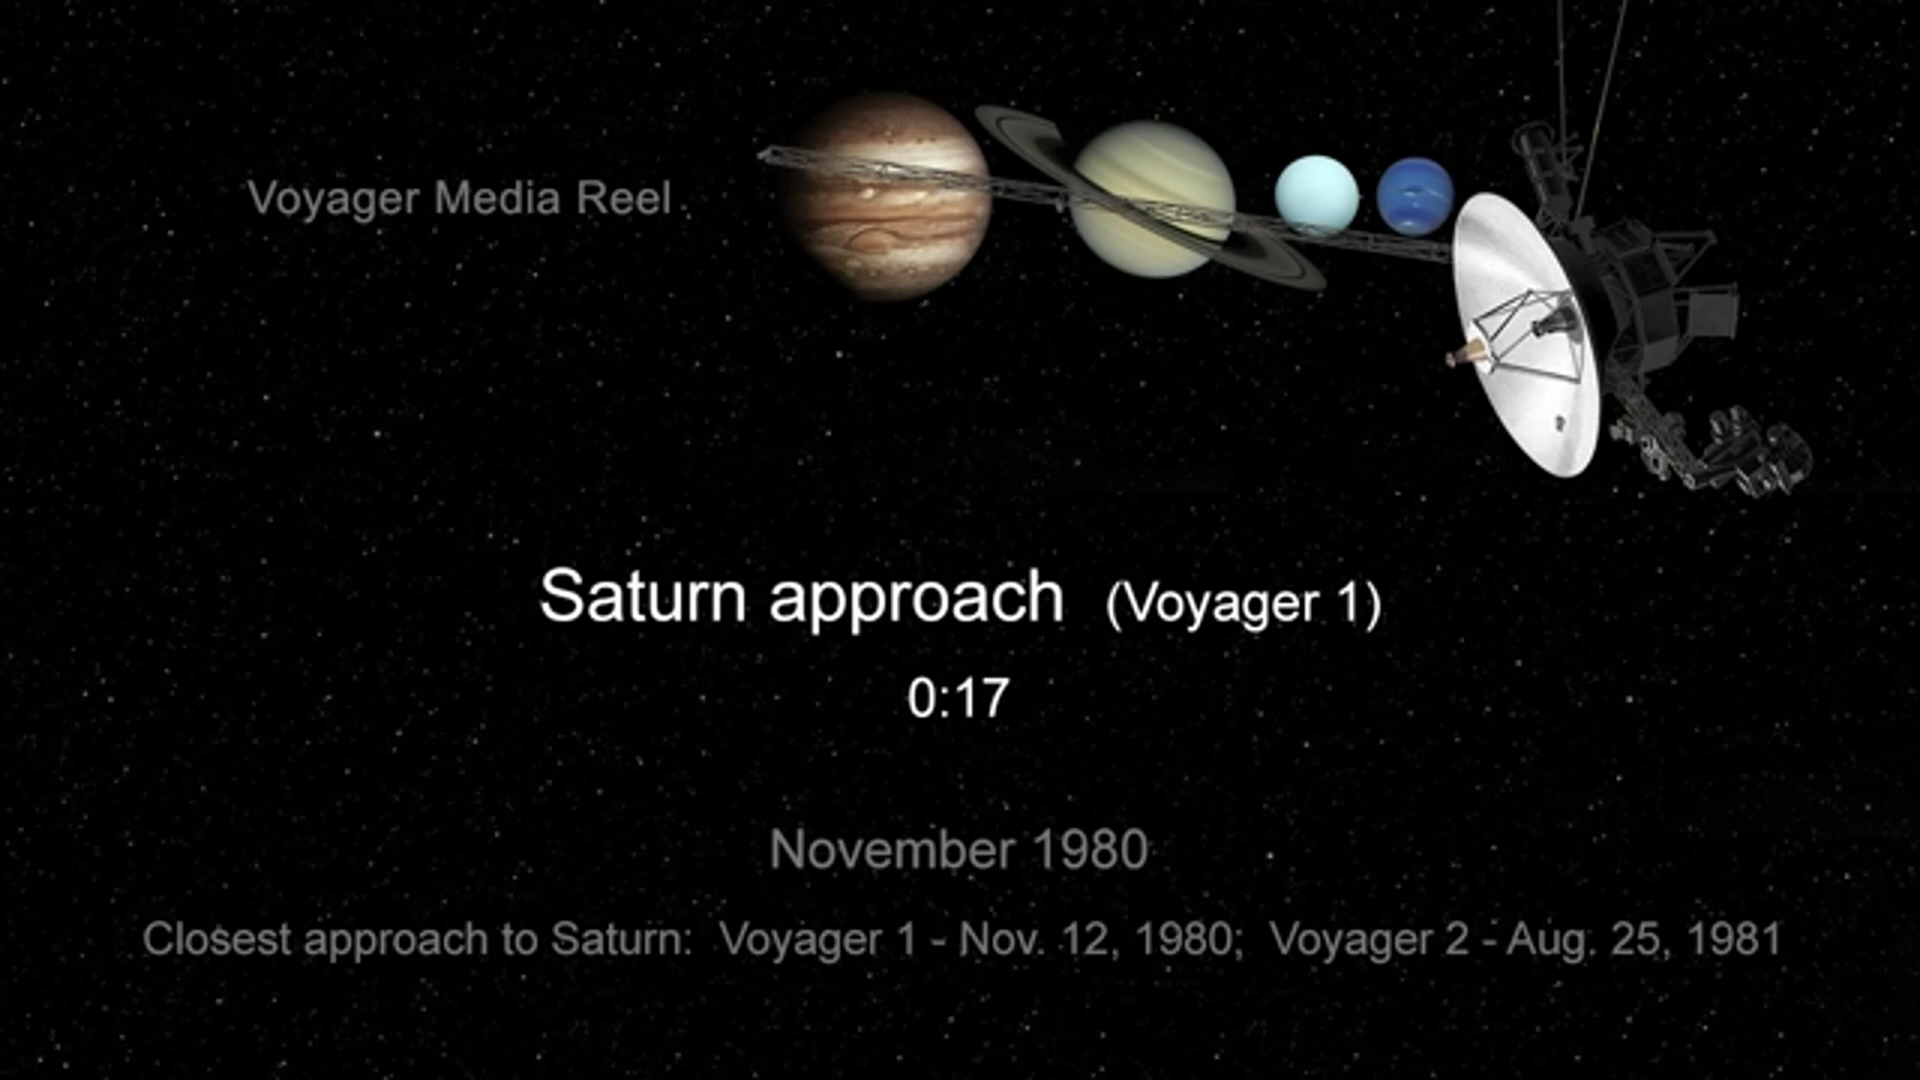 Voyager Media Reel
Saturn approach (Voyager 1)
0:17
November 1980
Closest approach to Saturn: Voyager 1 - Nov. 12, 1980; Voyager 2 - Aug. 25, 1981